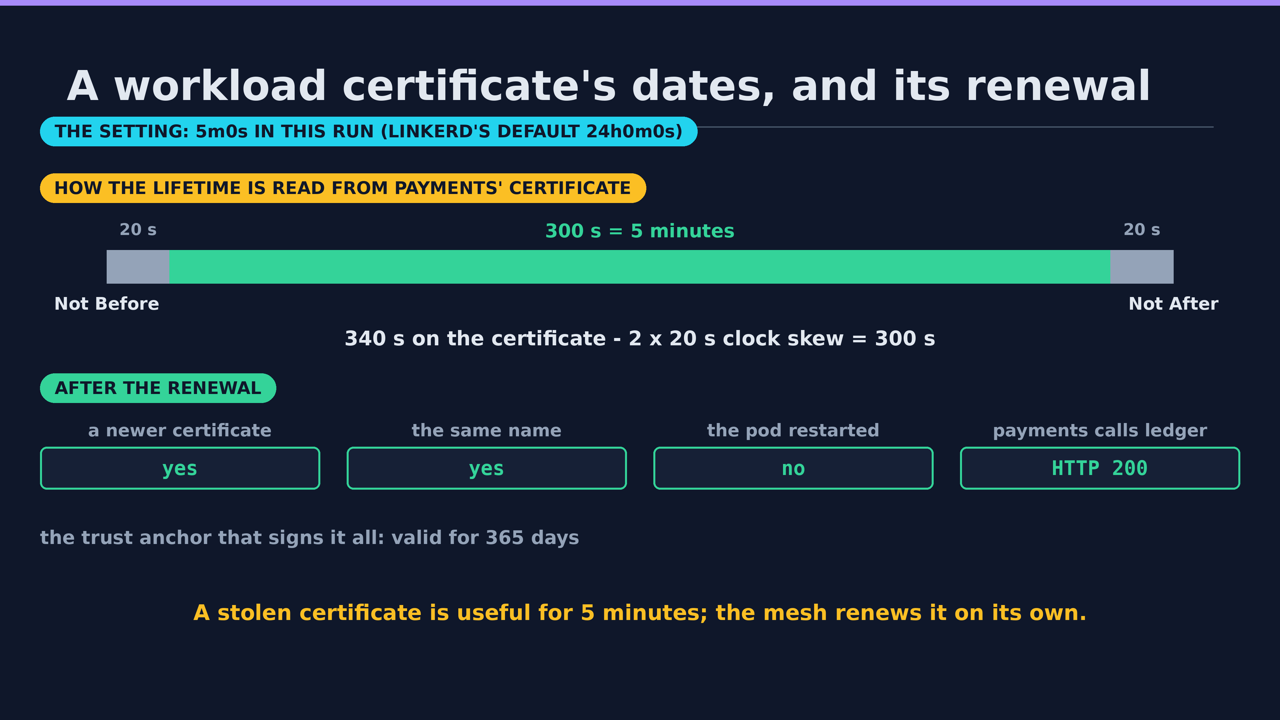 A workload certificate's dates, and its renewal
THE SETTING: 5m0s IN THIS RUN (LINKERD'S DEFAULT 24h0m0s)
HOW THE LIFETIME IS READ FROM PAYMENTS' CERTIFICATE
20 s
300 s = 5 minutes
20 s
Not Before
Not After
340 s on the certificate - 2 x 20 s clock skew = 300 s
AFTER THE RENEWAL
a newer certificate
the same name
the pod restarted
payments calls ledger
yes
yes
no
HTTP 200
the trust anchor that signs it all: valid for 365 days
A stolen certificate is useful for 5 minutes; the mesh renews it on its own.